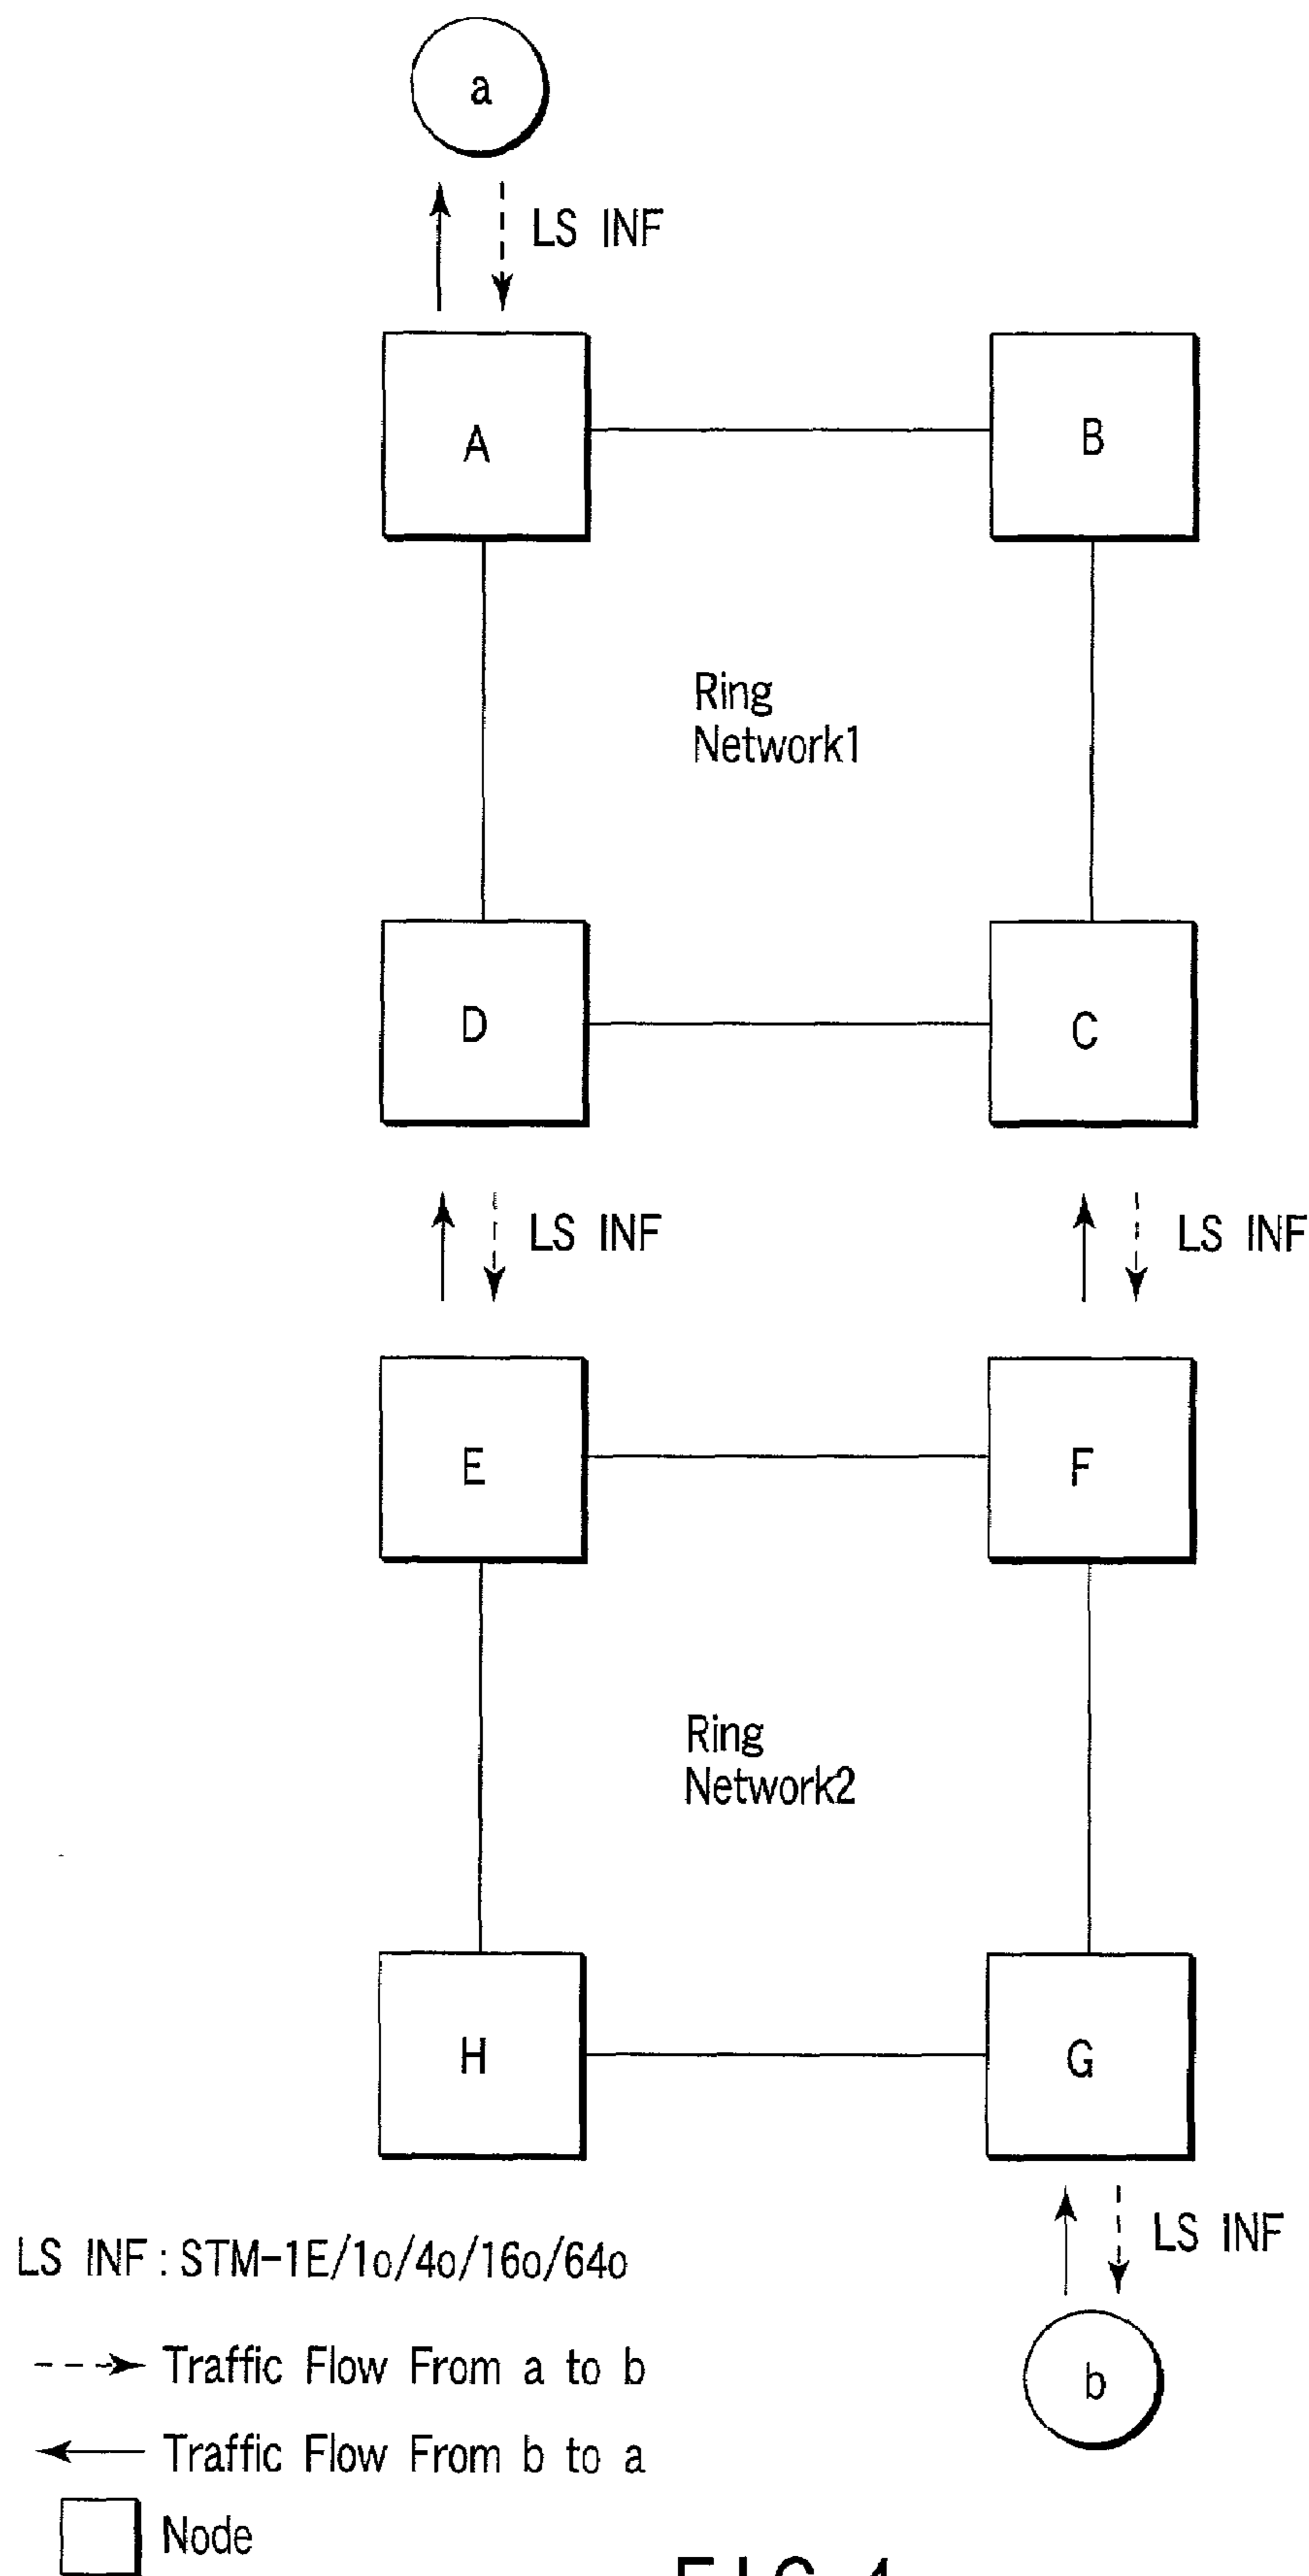 a
LS INF
A
B
Ring
Network1
D
C
LS INF
LS INF
E
F
Ring
Network2
H
G
LS INF : STM-1E/1o/4o/16o/64o
LS INF
Traffic Flow From a to b
b
Traffic Flow From b to a
Node